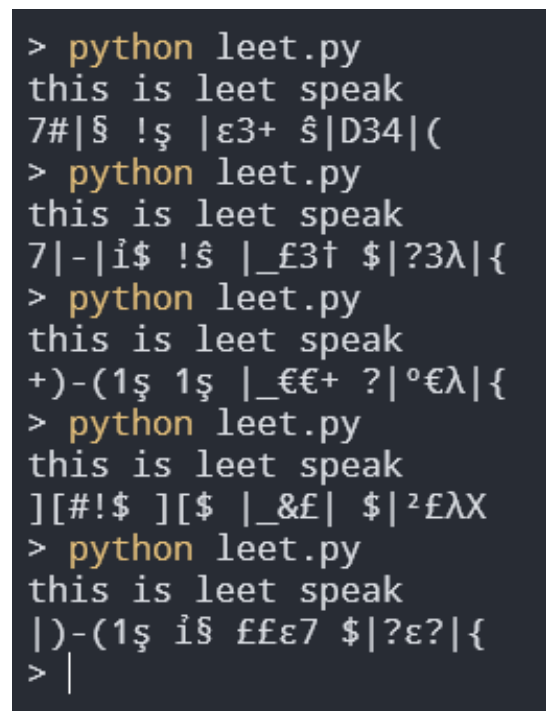 > python leet.py
this is leet speak
7#|§ !ş |ε3+ ŝ|D34|(
> python leet.py
this is leet speak
7|-|ỉ$ !ŝ |_£3† $|?3λ|{
> python leet.py
this is leet speak
+)-(1ş 1ş |_€€+ ?|º€λ|{
> python leet.py
this is leet speak
][#!$ ][$ |_&£| $|²£λX
> python leet.py
this is leet speak
|)-(1ş ỉ§ ££ε7 $|?ε?|{
>